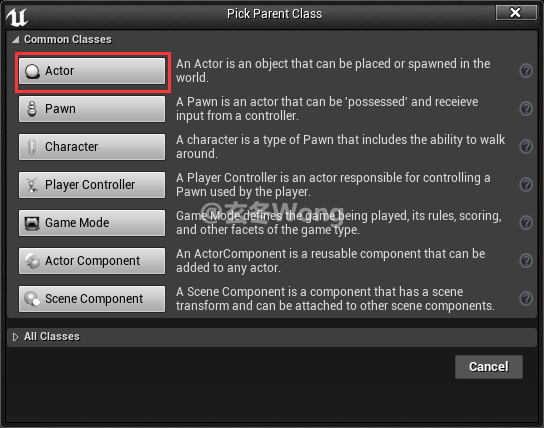 Pick Parent Class
Common Classes
Actor
An Actor is an object that can be placed or spawned in the
world.
Pawn
A Pawn is an actor that can be 'possessed' and receieve
input from a controller.
Character
A character is a type of Pawn that includes the ability to walk
around.
Player Controller
A Player Controller is an actor responsible for controlling a
Pawn used by the player.
@玄冬Wong
Game Mode
Game Mode defines the game being played, its rules, scoring,
and other facets of the game type.
Actor Component
An ActorComponent is a reusable component that can be
added to any actor.
Scene Component
A Scene Component is a component that has a scene
transform and can be attached to other scene components.
All Classes
Cancel